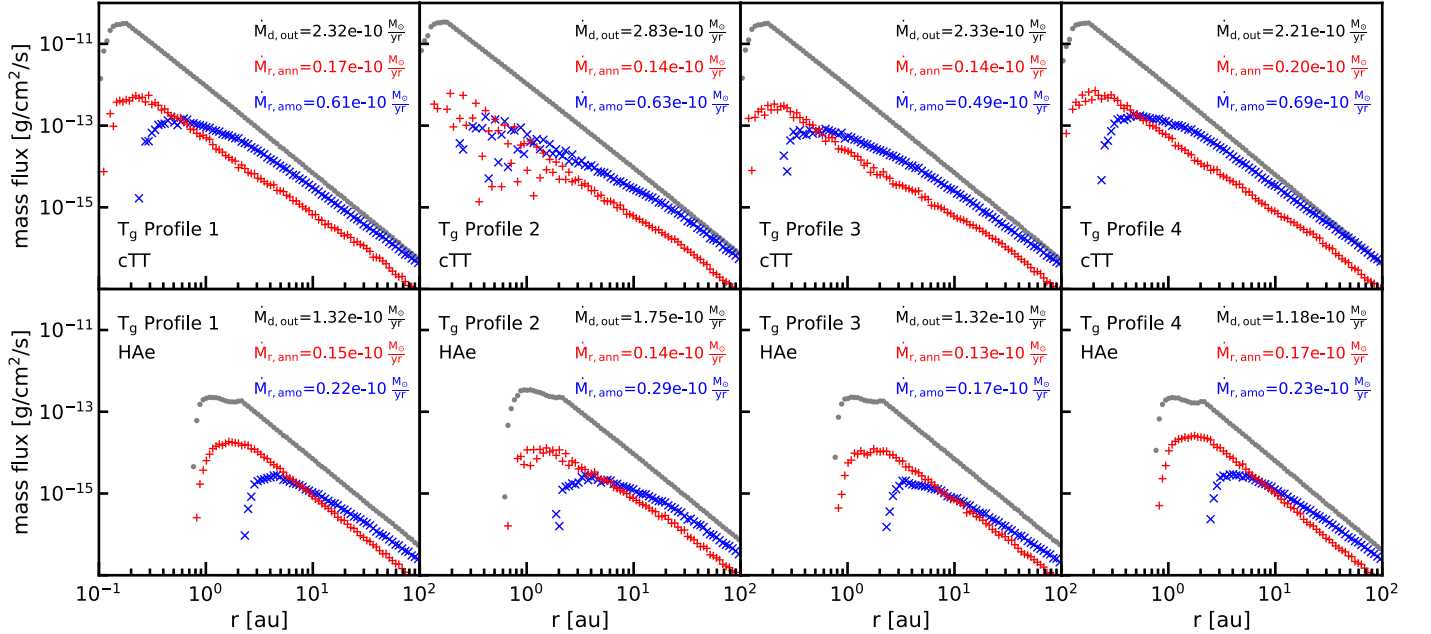 10⁻¹¹
10⁻¹³
10⁻¹⁵
mass flux [g/cm²/s]
Ṁd,out=2.32e-10 M⊙/yr
Ṁr,ann=0.17e-10 M⊙/yr
Ṁr,amo=0.61e-10 M⊙/yr
Tg Profile 1
cTT
Ṁd,out=2.83e-10 M⊙/yr
Ṁr,ann=0.14e-10 M⊙/yr
Ṁr,amo=0.63e-10 M⊙/yr
Tg Profile 2
cTT
Ṁd,out=2.33e-10 M⊙/yr
Ṁr,ann=0.14e-10 M⊙/yr
Ṁr,amo=0.49e-10 M⊙/yr
Tg Profile 3
cTT
Ṁd,out=2.21e-10 M⊙/yr
Ṁr,ann=0.20e-10 M⊙/yr
Ṁr,amo=0.69e-10 M⊙/yr
Tg Profile 4
cTT
10⁻¹¹
10⁻¹³
10⁻¹⁵
mass flux [g/cm²/s]
Tg Profile 1
HAe
Ṁd,out=1.32e-10 M⊙/yr
Ṁr,ann=0.15e-10 M⊙/yr
Ṁr,amo=0.22e-10 M⊙/yr
Tg Profile 2
HAe
Ṁd,out=1.75e-10 M⊙/yr
Ṁr,ann=0.14e-10 M⊙/yr
Ṁr,amo=0.29e-10 M⊙/yr
Tg Profile 3
HAe
Ṁd,out=1.32e-10 M⊙/yr
Ṁr,ann=0.13e-10 M⊙/yr
Ṁr,amo=0.17e-10 M⊙/yr
Tg Profile 4
HAe
Ṁd,out=1.18e-10 M⊙/yr
Ṁr,ann=0.17e-10 M⊙/yr
Ṁr,amo=0.23e-10 M⊙/yr
10⁻¹ 10⁰ 10¹ 10² 10⁰ 10¹ 10² 10⁰ 10¹ 10² 10⁰ 10¹ 10²
r [au] r [au] r [au] r [au]